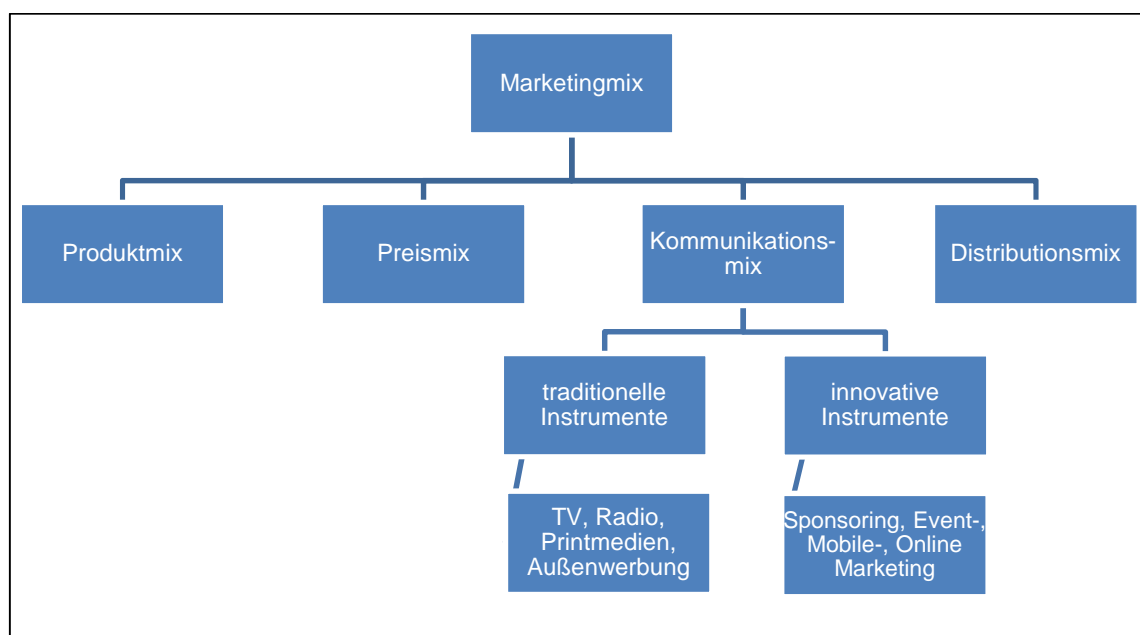 Marketingmix
Produktmix
Preismix
Kommunikations-
mix
Distributionsmix
traditionelle
Instrumente
innovative
Instrumente
TV, Radio,
Printmedien,
Außenwerbung
Sponsoring, Event-,
Mobile-, Online
Marketing